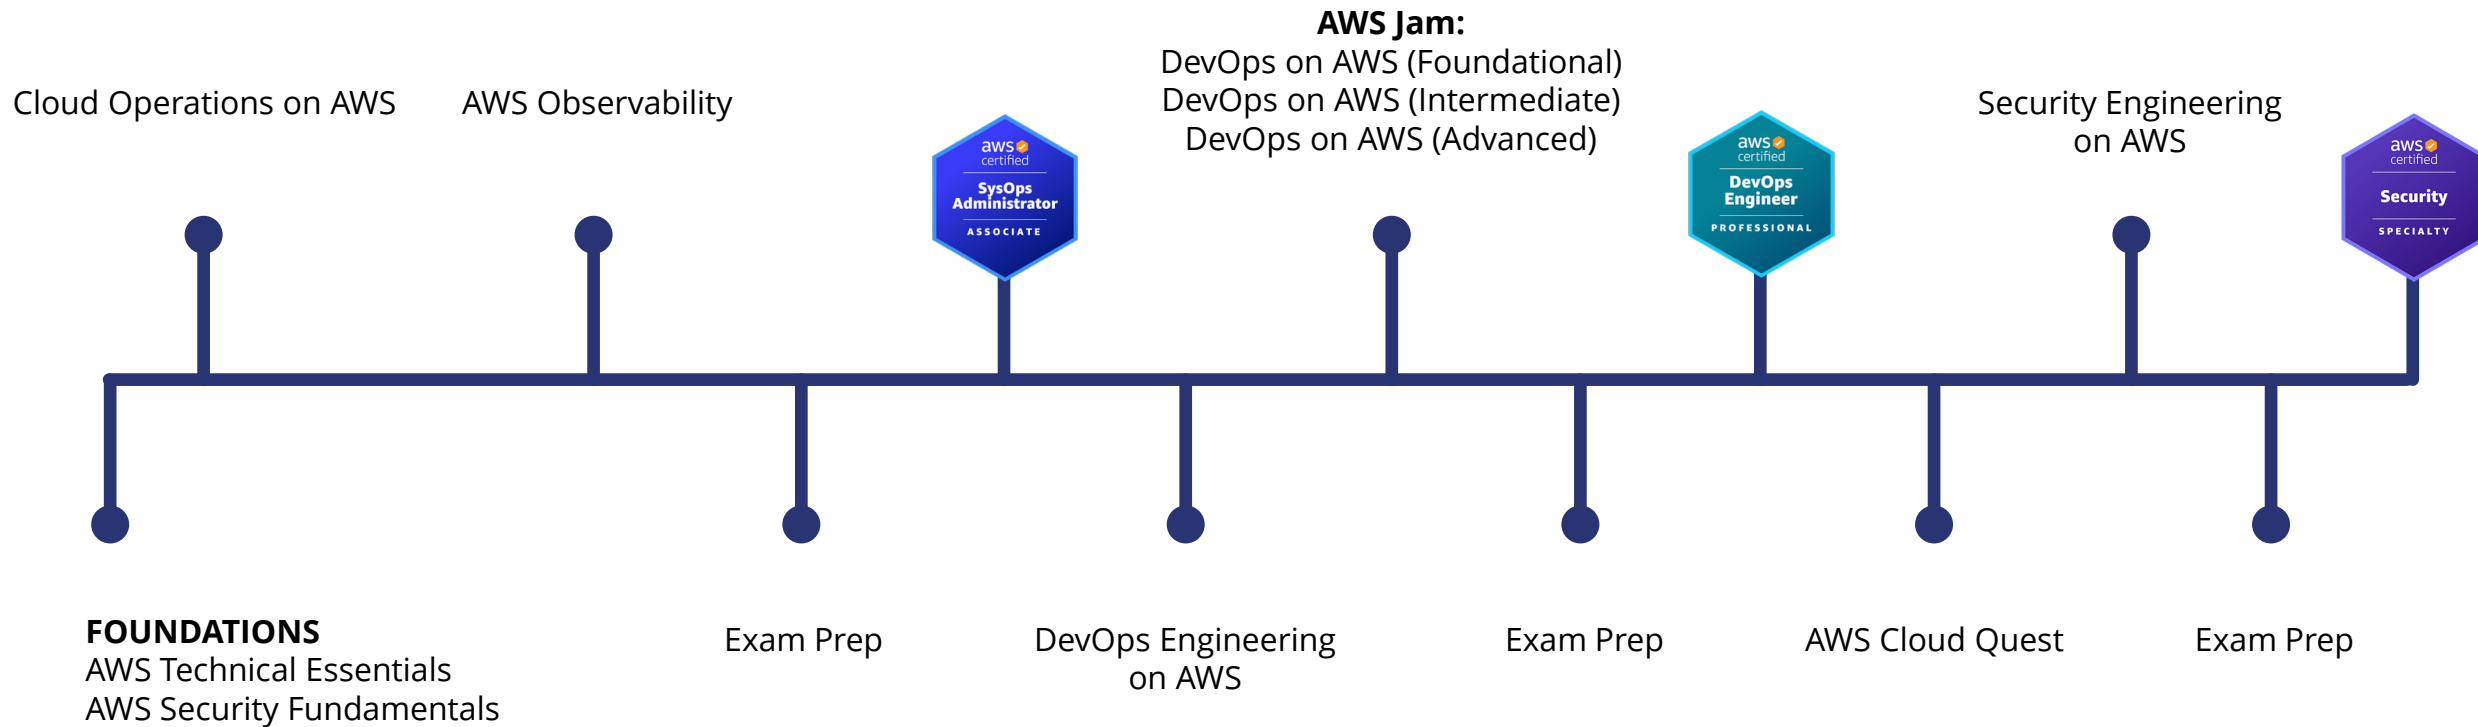 AWS Jam:
DevOps on AWS (Foundational)
DevOps on AWS (Intermediate)
DevOps on AWS (Advanced)
Cloud Operations on AWS
AWS Observability
aws
certified
SysOps
Administrator
ASSOCIATE
aws
certified
DevOps
Engineer
PROFESSIONAL
Security Engineering
on AWS
aws
certified
Security
SPECIALTY
FOUNDATIONS
AWS Technical Essentials
AWS Security Fundamentals
Exam Prep
DevOps Engineering
on AWS
Exam Prep
AWS Cloud Quest
Exam Prep